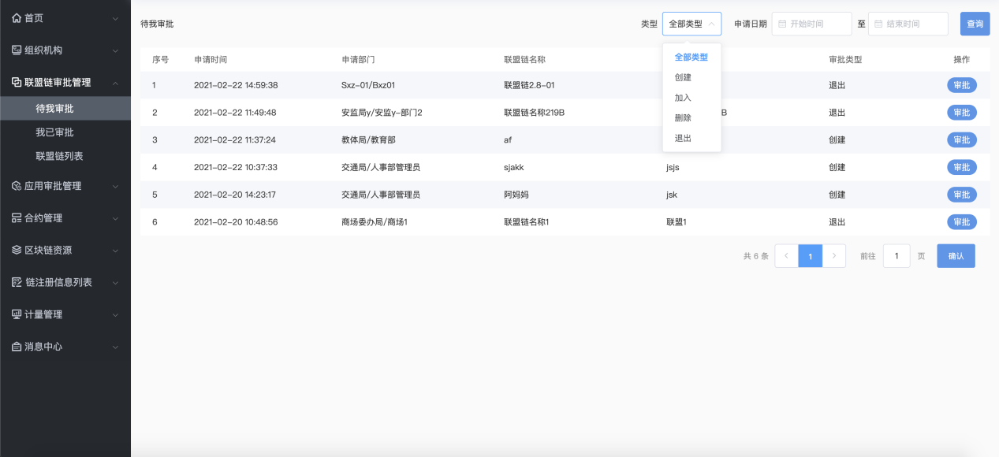 首页
组织机构
联盟链审批管理
待我审批
我已审批
联盟链列表
应用审批管理
合约管理
区块链资源
链注册信息列表
计量管理
消息中心
待我审批 类型 全部类型 申请日期 开始时间 至 结束时间 查询
全部类型
创建
加入
删除
退出
序号 申请时间 申请部门 联盟链名称 审批类型 操作
1 2021-02-22 14:59:38 Sxz-01/Bxz01 联盟链2.8-01 退出 审批
2 2021-02-22 11:49:48 安监局y/安监y-部门2 联盟链名称219B B 退出 审批
3 2021-02-22 11:37:24 教体局/教育部 af 创建 审批
4 2021-02-22 10:37:33 交通局/人事部管理员 sjakk jsjs 创建 审批
5 2021-02-20 14:23:17 交通局/人事部管理员 阿妈妈 jsk 创建 审批
6 2021-02-20 10:48:56 商场委办局/商场1 联盟链名称1 联盟1 退出 审批
共 6 条 1 前往 1 页 确认